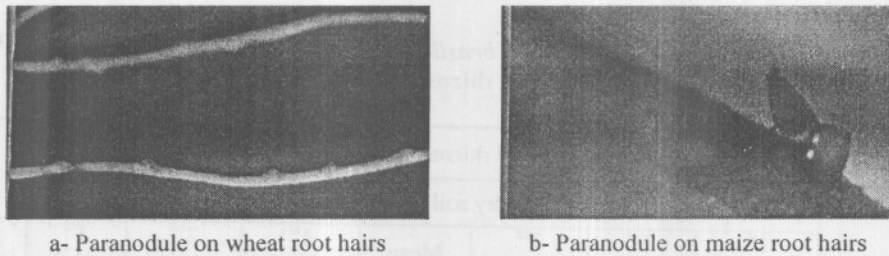 a- Paranodule on wheat root hairs
b- Paranodule on maize root hairs